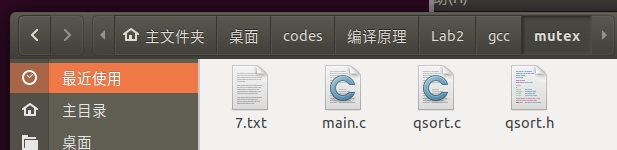 助(H)
主文件夹 桌面 codes 编译原理 Lab2 gcc mutex
最近使用
主目录
桌面
7.txt main.c qsort.c qsort.h